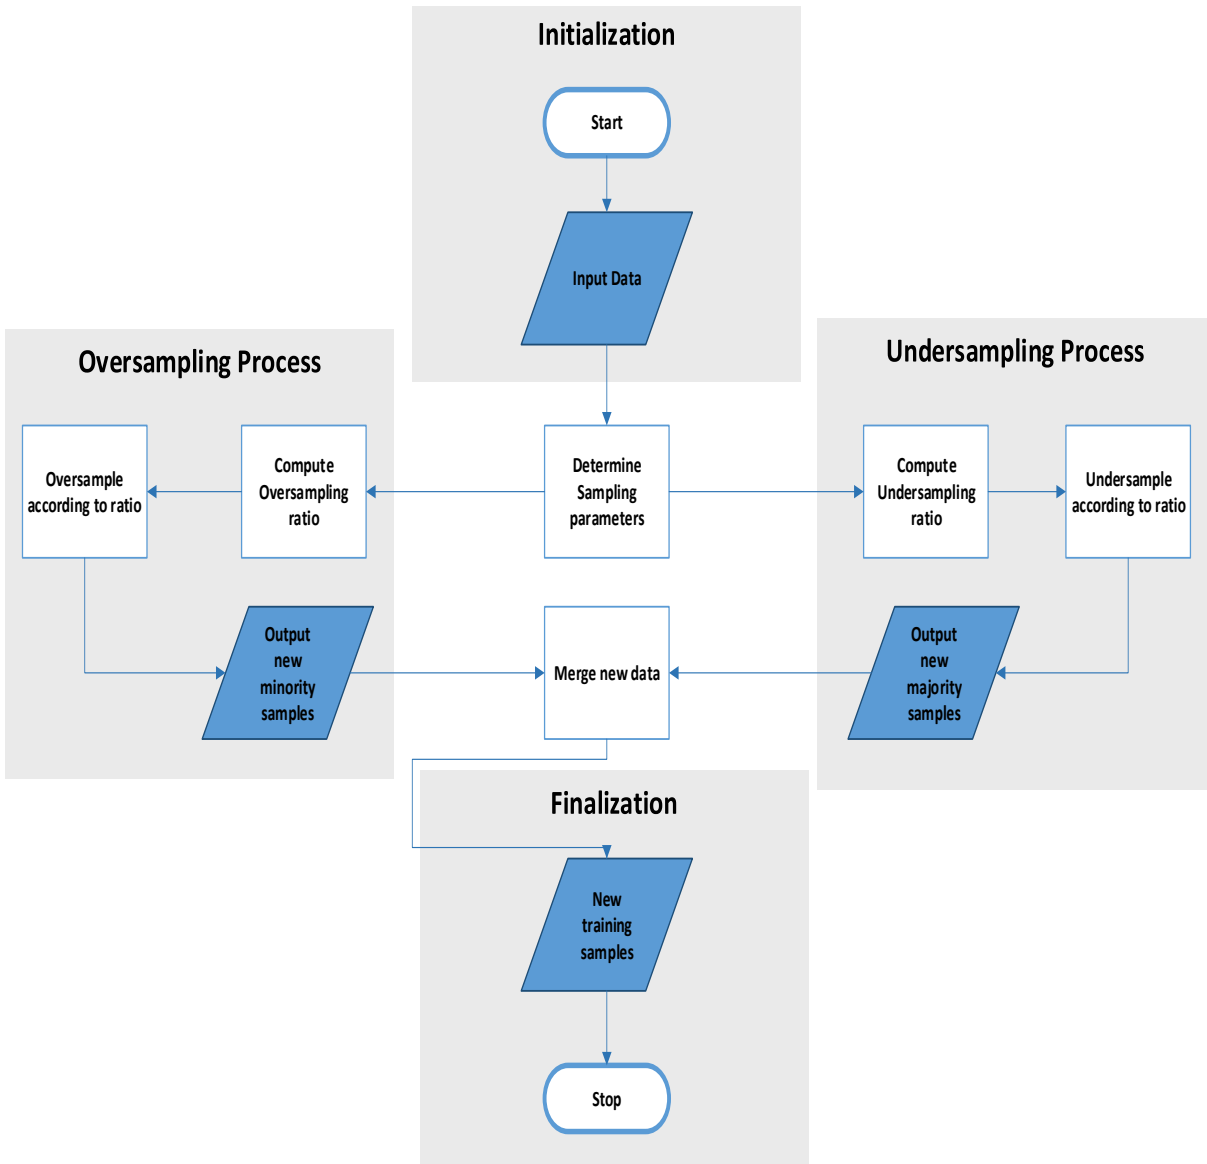 Initialization
Start
Input Data
Oversampling Process
Undersampling Process
Oversample
according to ratio
Compute
Oversampling
ratio
Determine
Sampling
parameters
Compute
Undersampling
ratio
Undersample
according to ratio
Output
new
minority
samples
Merge new data
Output
new
majority
samples
Finalization
New
training
samples
Stop